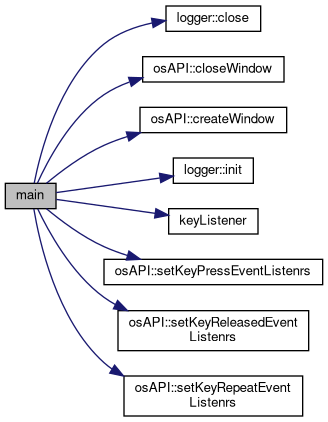 logger::close
osAPI::closeWindow
osAPI::createWindow
logger::init
main
keyListener
osAPI::setKeyPressEventListenrs
osAPI::setKeyReleasedEvent
Listenrs
osAPI::setKeyRepeatEvent
Listenrs